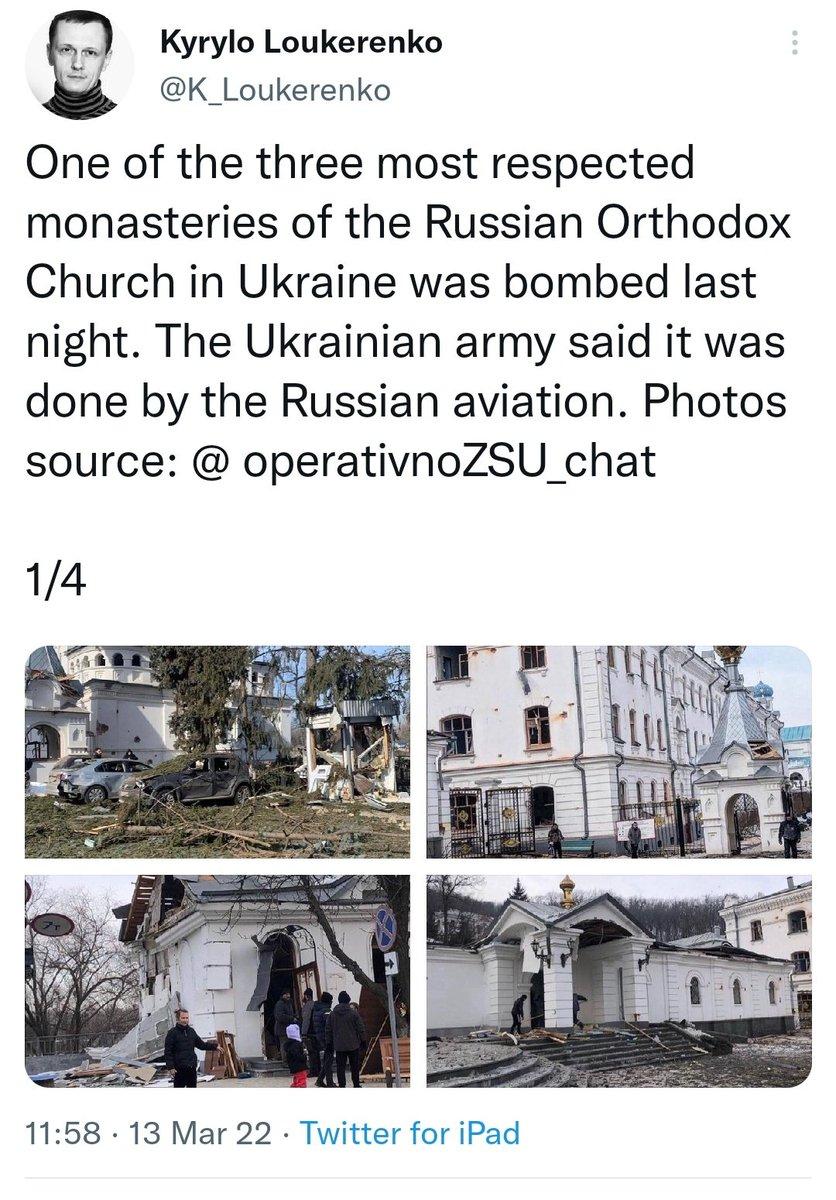 Kyrylo Loukerenko
@K_Loukerenko
One of the three most respected
monasteries of the Russian Orthodox
Church in Ukraine was bombed last
night. The Ukrainian army said it was
done by the Russian aviation. Photos
source: @ operativnoZSU_chat
1/4
7т
11:58 · 13 Mar 22 · Twitter for iPad